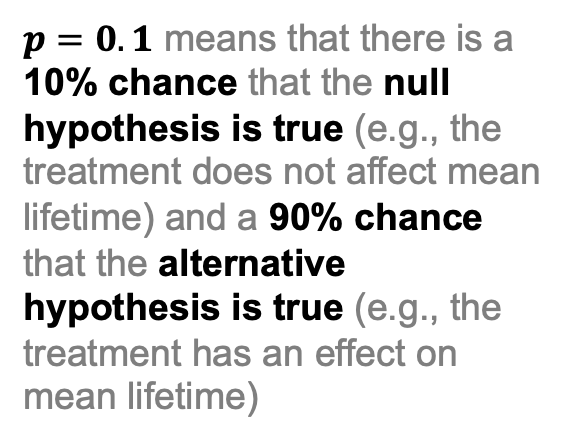 p = 0.1 means that there is a
10% chance that the null
hypothesis is true (e.g., the
treatment does not affect mean
lifetime) and a 90% chance
that the alternative
hypothesis is true (e.g., the
treatment has an effect on
mean lifetime)